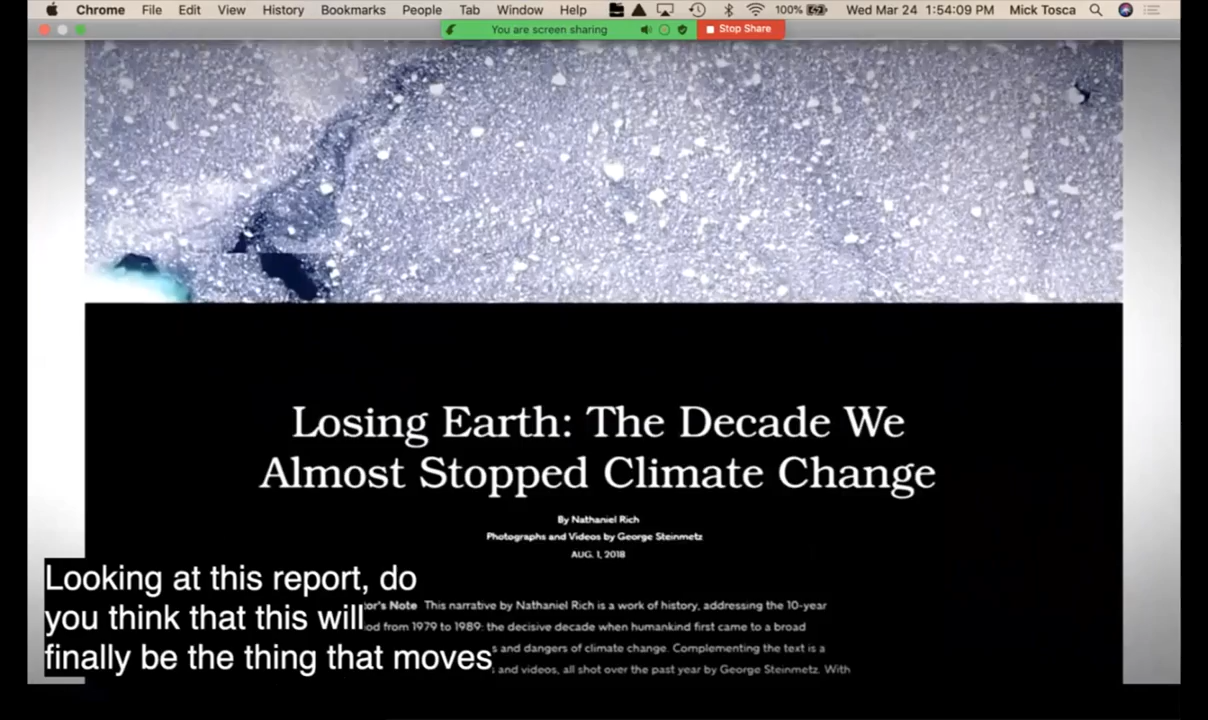 Chrome File Edit View History Bookmarks People Tab Window Help 100% Wed Mar 24 1:54:09 PM Mick Tosca
You are screen sharing Stop Share
Losing Earth: The Decade We
Almost Stopped Climate Change
By Nathaniel Rich
Photographs and Videos by George Steinmetz
AUG. 1, 2018
or's Note This narrative by Nathaniel Rich is a work of history, addressing the 10-year
od from 1979 to 1989: the decisive decade when humankind first came to a broad
s and dangers of climate change. Complementing the text is a
and videos, all shot over the past year by George Steinmetz. With
Looking at this report, do
you think that this will
finally be the thing that moves